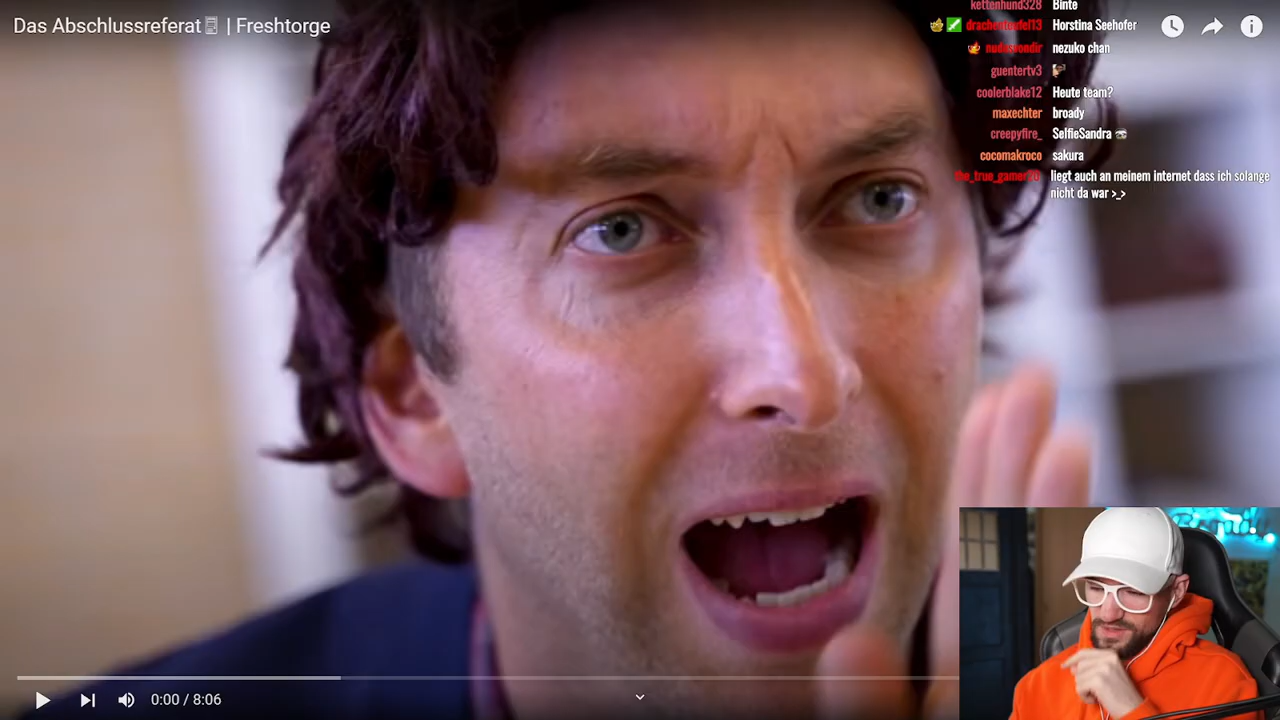 Das Abschlussreferat | Freshtorge
kettenhund328 Binte
Horstina Seehofer
nezuko chan
guentertv3
coolerblake12 Heute team?
maxechter broady
creepyfire_ SelfieSandra
cocomakroco sakura
liegt auch an meinem internet dass ich solange
nicht da war >_>
0:00 / 8:06